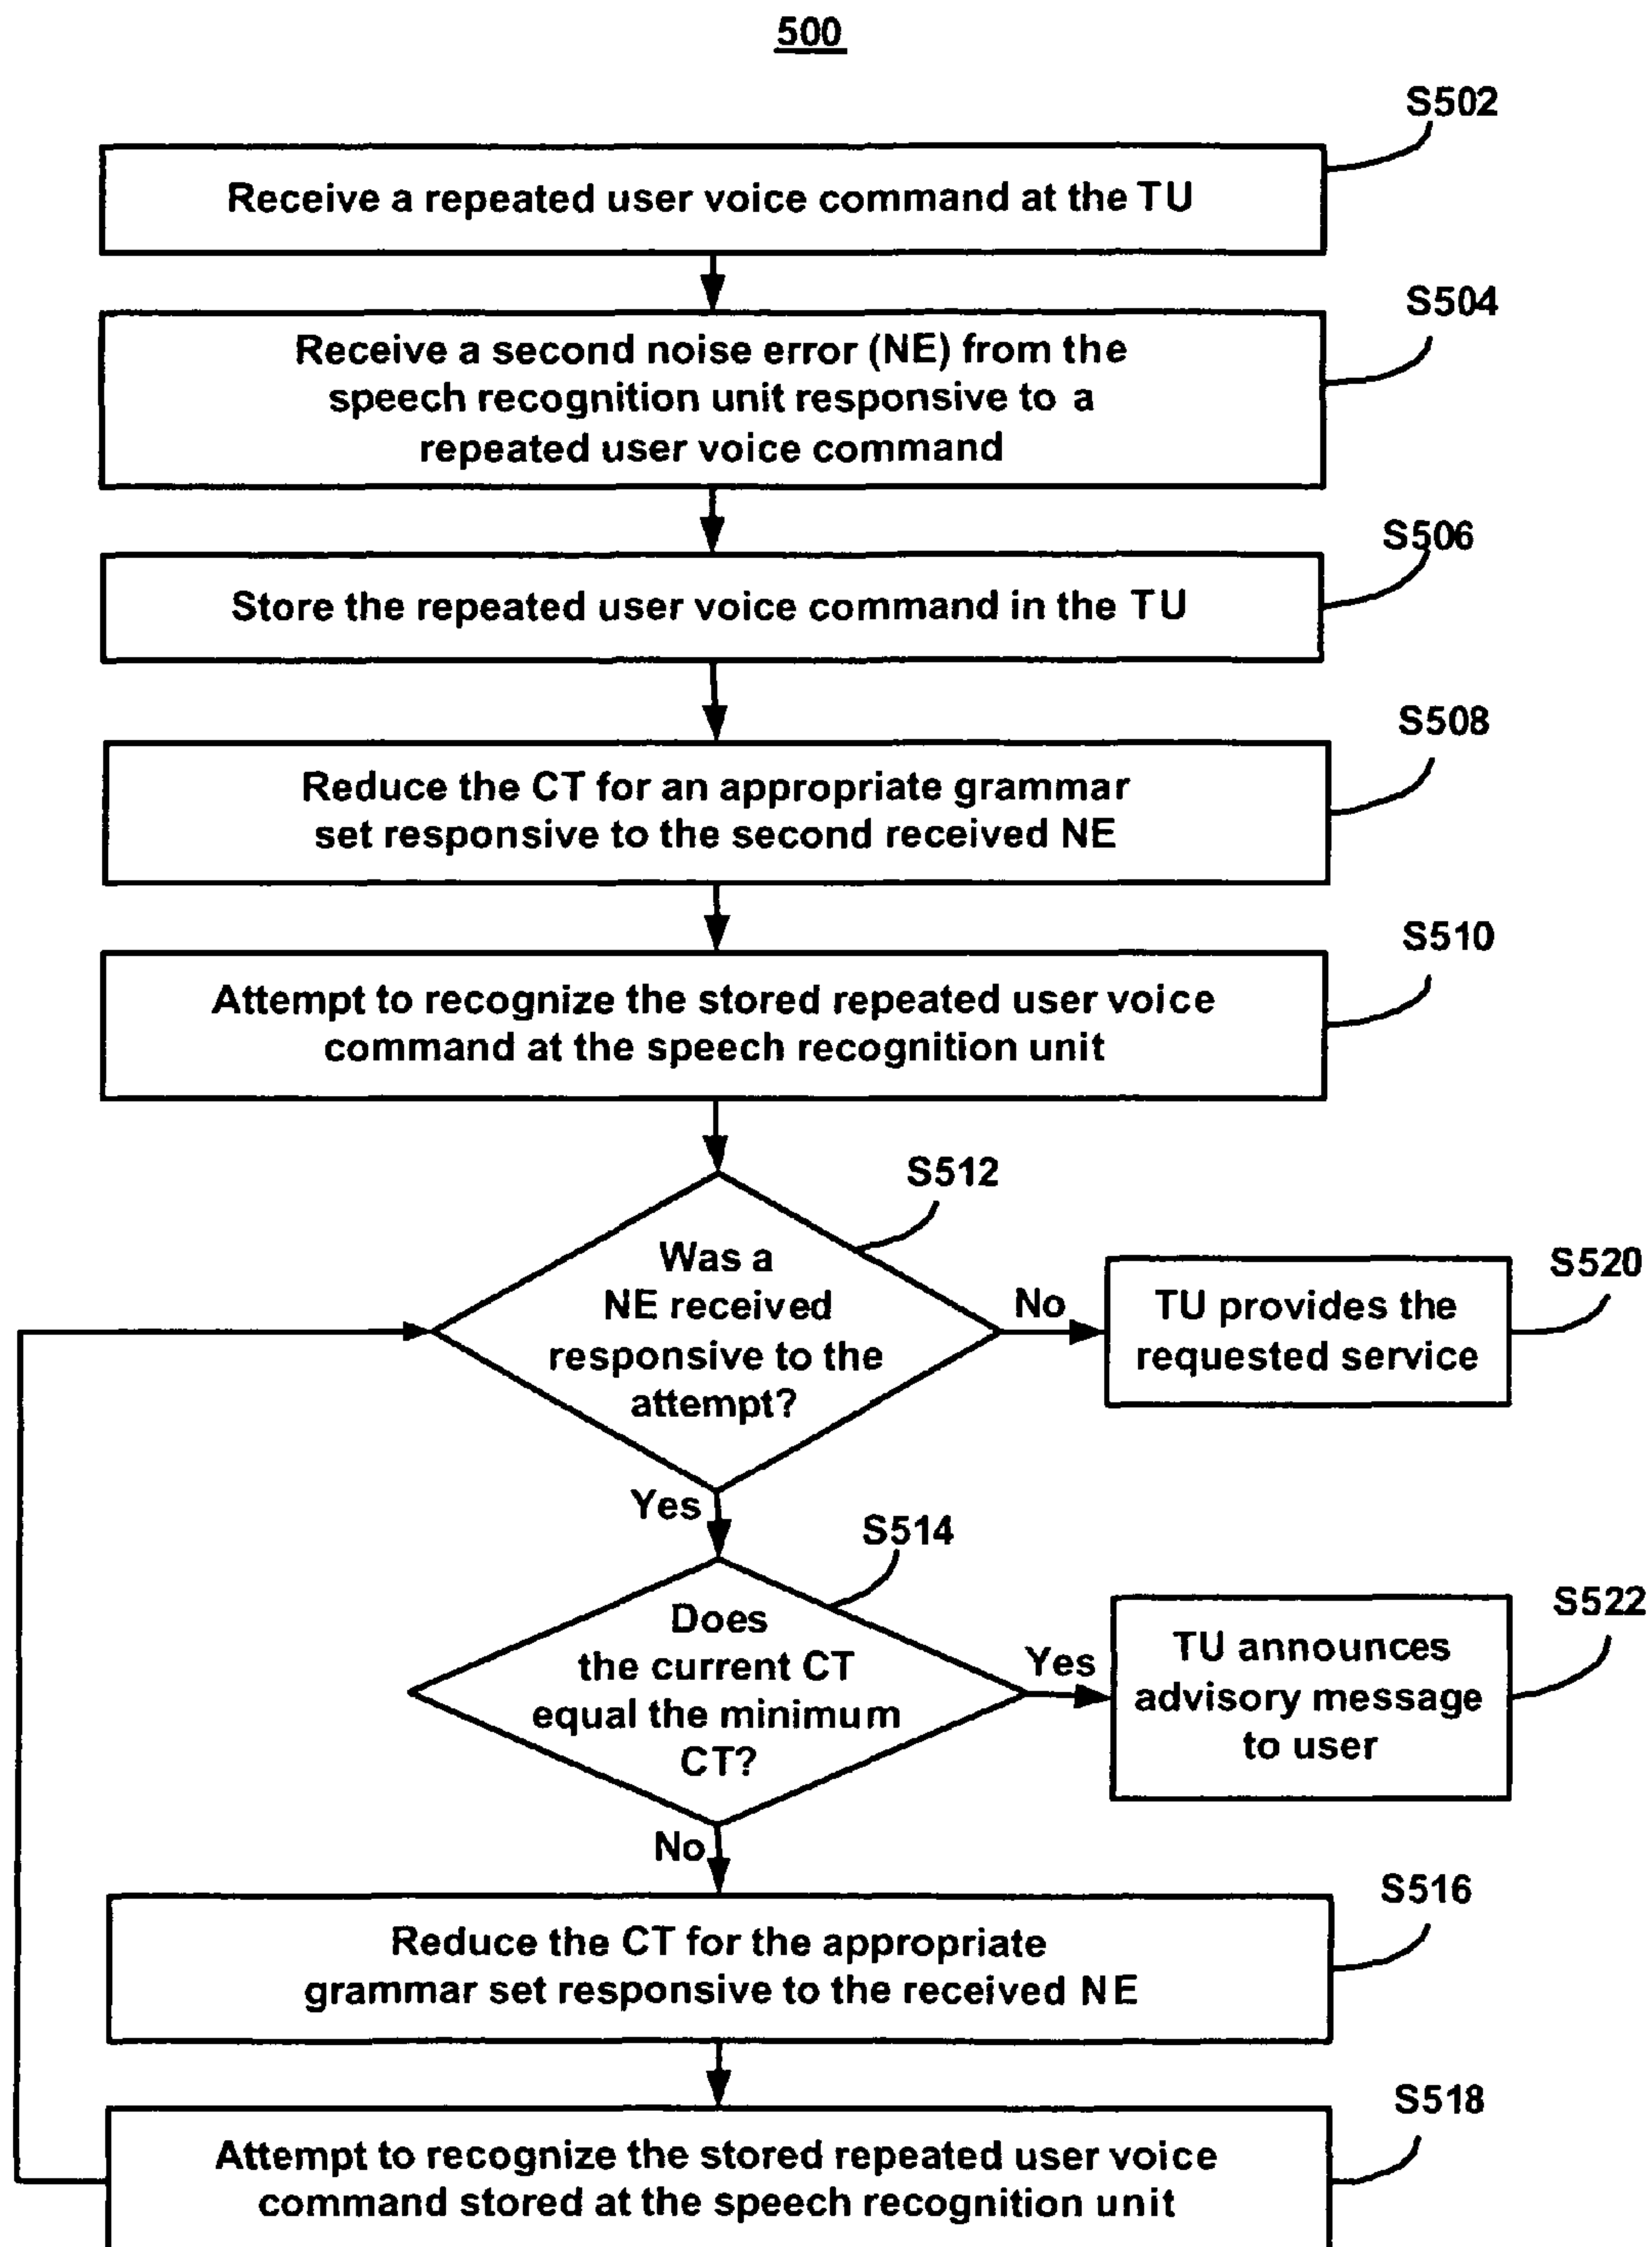 500
S502
Receive a repeated user voice command at the TU
S504
Receive a second noise error (NE) from the
speech recognition unit responsive to a
repeated user voice command
S506
Store the repeated user voice command in the TU
S508
Reduce the CT for an appropriate grammar
set responsive to the second received NE
S510
Attempt to recognize the stored repeated user voice
command at the speech recognition unit
S512
Was a
NE received
responsive to the
attempt?
No
S520
TU provides the
requested service
Yes
S514
Does
the current CT
equal the minimum
CT?
Yes
S522
TU announces
advisory message
to user
No
S516
Reduce the CT for the appropriate
grammar set responsive to the received NE
S518
Attempt to recognize the stored repeated user voice
command stored at the speech recognition unit